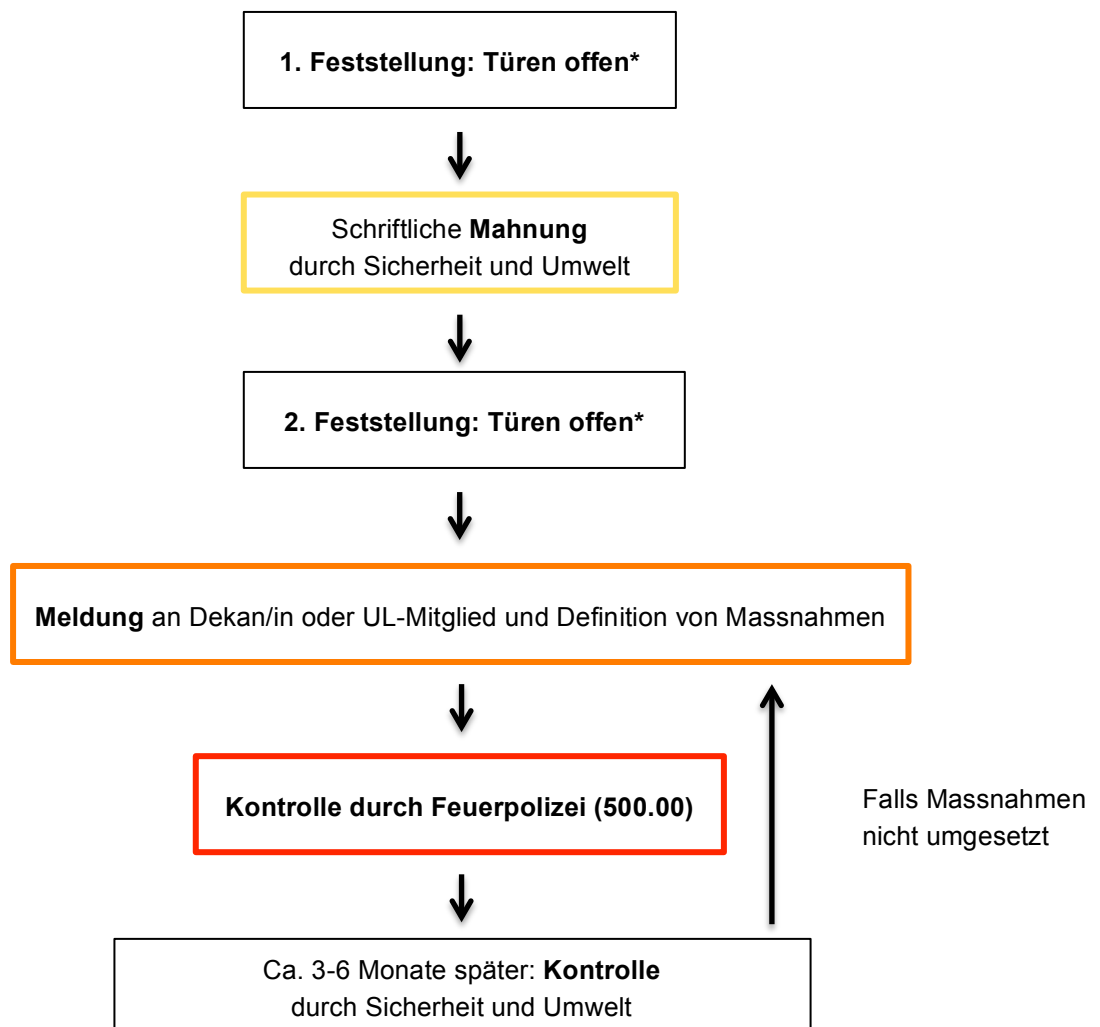 1. Feststellung: Türen offen*
Schriftliche Mahnung
durch Sicherheit und Umwelt
2. Feststellung: Türen offen*
Meldung an Dekan/in oder UL-Mitglied und Definition von Massnahmen
Kontrolle durch Feuerpolizei (500.00)
Falls Massnahmen
nicht umgesetzt
Ca. 3-6 Monate später: Kontrolle
durch Sicherheit und Umwelt